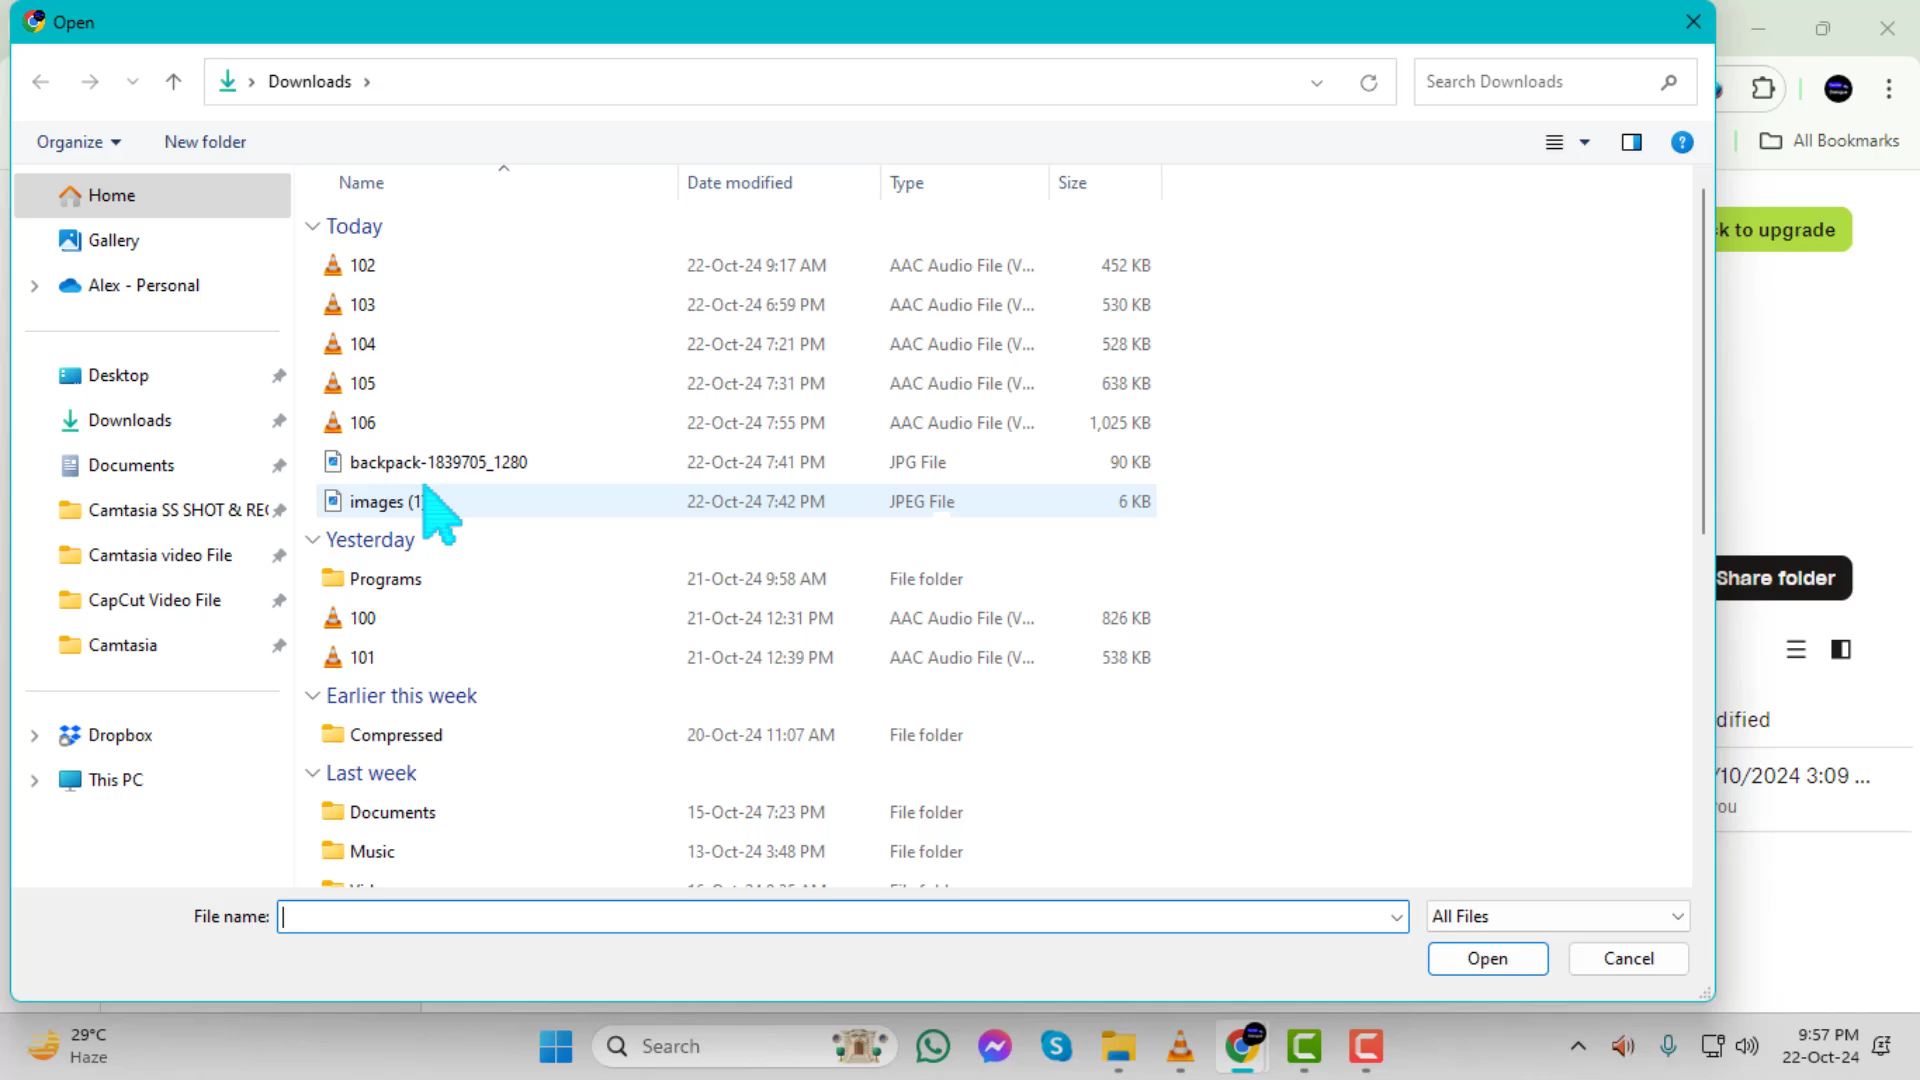 Open
Downloads
Search Downloads
Organize
New folder
All Bookmarks
Name
Date modified
Type
Size
Home
Gallery
Alex - Personal
Desktop
Downloads
Documents
Camtasia SS SHOT & REC
Camtasia video File
CapCut Video File
Camtasia
Dropbox
This PC
Today
102 22-Oct-24 9:17 AM AAC Audio File (V... 452 KB
103 22-Oct-24 6:59 PM AAC Audio File (V... 530 KB
104 22-Oct-24 7:21 PM AAC Audio File (V... 528 KB
105 22-Oct-24 7:31 PM AAC Audio File (V... 638 KB
106 22-Oct-24 7:55 PM AAC Audio File (V... 1,025 KB
backpack-1839705_1280 22-Oct-24 7:41 PM JPG File 90 KB
images (1 22-Oct-24 7:42 PM JPEG File 6 KB
Yesterday
Programs 21-Oct-24 9:58 AM File folder
100 21-Oct-24 12:31 PM AAC Audio File (V... 826 KB
101 21-Oct-24 12:39 PM AAC Audio File (V... 538 KB
Earlier this week
Compressed 20-Oct-24 11:07 AM File folder
Last week
Documents 15-Oct-24 7:23 PM File folder
Music 13-Oct-24 3:48 PM File folder
k to upgrade
Share folder
dified
/10/2024 3:09 ...
ou
File name:
All Files
Open
Cancel
29°C
Haze
Search
9:57 PM
22-Oct-24